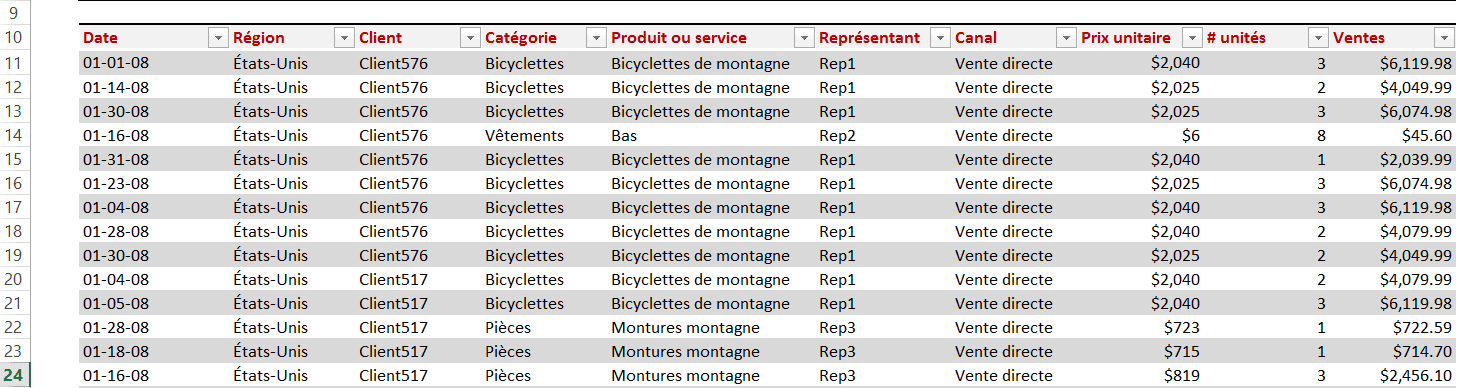 9
10 Date Région Client Catégorie Produit ou service Représentant Canal Prix unitaire # unités Ventes
11 01-01-08 États-Unis Client576 Bicyclettes Bicyclettes de montagne Rep1 Vente directe $2,040 3 $6,119.98
12 01-14-08 États-Unis Client576 Bicyclettes Bicyclettes de montagne Rep1 Vente directe $2,025 2 $4,049.99
13 01-30-08 États-Unis Client576 Bicyclettes Bicyclettes de montagne Rep1 Vente directe $2,025 3 $6,074.98
14 01-16-08 États-Unis Client576 Vêtements Bas Rep2 Vente directe $6 8 $45.60
15 01-31-08 États-Unis Client576 Bicyclettes Bicyclettes de montagne Rep1 Vente directe $2,040 1 $2,039.99
16 01-23-08 États-Unis Client576 Bicyclettes Bicyclettes de montagne Rep1 Vente directe $2,025 3 $6,074.98
17 01-04-08 États-Unis Client576 Bicyclettes Bicyclettes de montagne Rep1 Vente directe $2,040 3 $6,119.98
18 01-28-08 États-Unis Client576 Bicyclettes Bicyclettes de montagne Rep1 Vente directe $2,040 2 $4,079.99
19 01-30-08 États-Unis Client576 Bicyclettes Bicyclettes de montagne Rep1 Vente directe $2,025 2 $4,049.99
20 01-04-08 États-Unis Client517 Bicyclettes Bicyclettes de montagne Rep1 Vente directe $2,040 2 $4,079.99
21 01-05-08 États-Unis Client517 Bicyclettes Bicyclettes de montagne Rep1 Vente directe $2,040 3 $6,119.98
22 01-28-08 États-Unis Client517 Pièces Montures montagne Rep3 Vente directe $723 1 $722.59
23 01-18-08 États-Unis Client517 Pièces Montures montagne Rep3 Vente directe $715 1 $714.70
24 01-16-08 États-Unis Client517 Pièces Montures montagne Rep3 Vente directe $819 3 $2,456.10